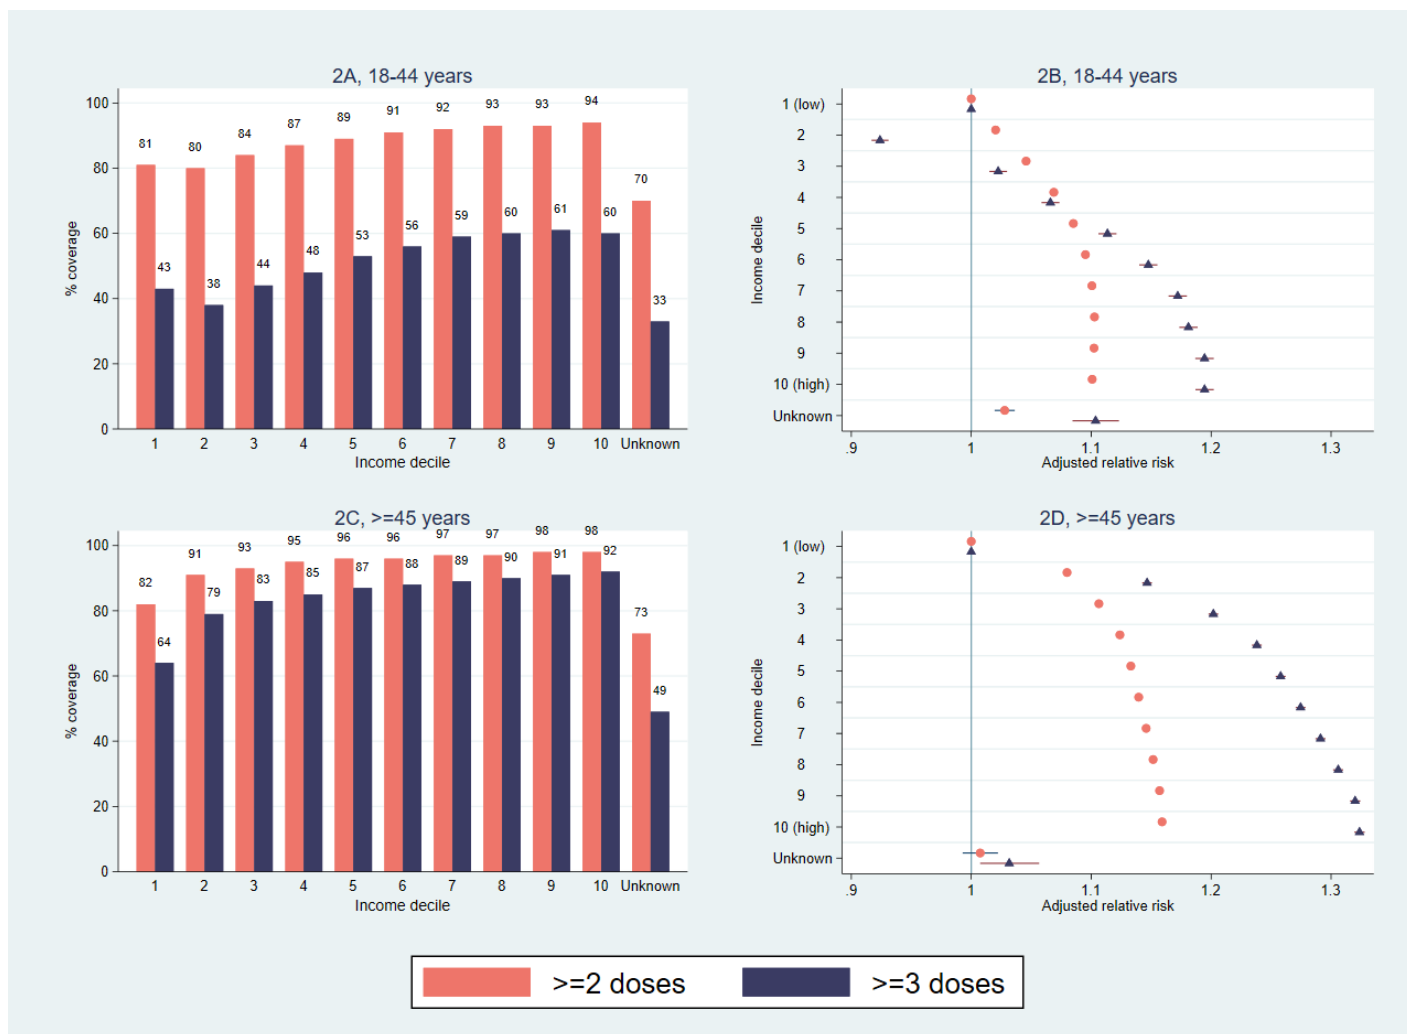 2A, 18-44 years
% coverage
100
80
60
40
20
0
81 80 84 87 89 91 92 93 93 94 70
43 38 44 48 53 56 59 60 61 60 33
1 2 3 4 5 6 7 8 9 10 Unknown
Income decile
2B, 18-44 years
Income decile
1 (low)
2
3
4
5
6
7
8
9
10 (high)
Unknown
.9 1 1.1 1.2 1.3
Adjusted relative risk
2C, >=45 years
% coverage
100
80
60
40
20
0
82 91 93 95 96 96 97 97 98 98 73
64 79 83 85 87 88 89 90 91 92 49
1 2 3 4 5 6 7 8 9 10 Unknown
Income decile
2D, >=45 years
Income decile
1 (low)
2
3
4
5
6
7
8
9
10 (high)
Unknown
.9 1 1.1 1.2 1.3
Adjusted relative risk
>=2 doses >=3 doses